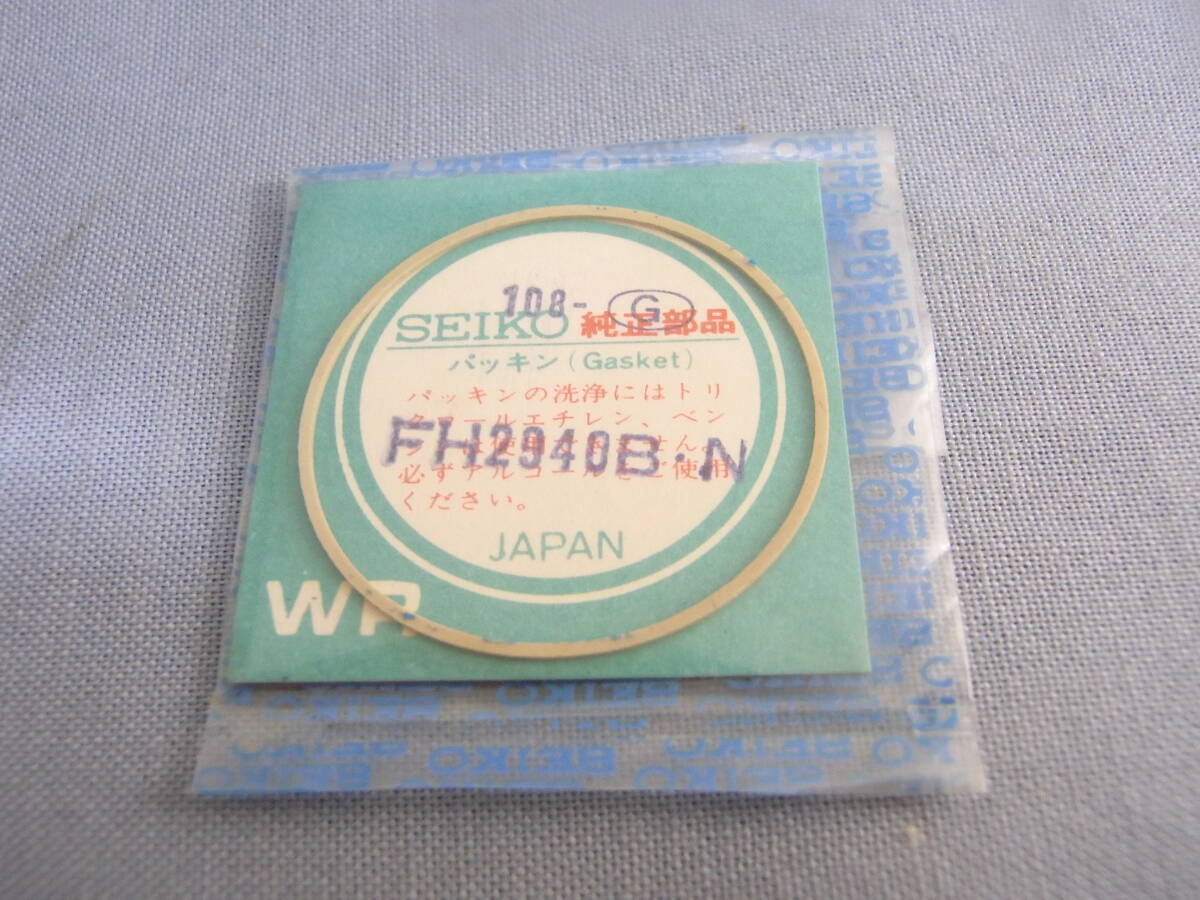 108-Ⓖ
SEIKO 純正部品
パッキン (Gasket)
パッキンの洗浄にはトリ
クロールエチレン、ベン
FH2940B·N
必ずアルコールをご使用
ください。
JAPAN
WP